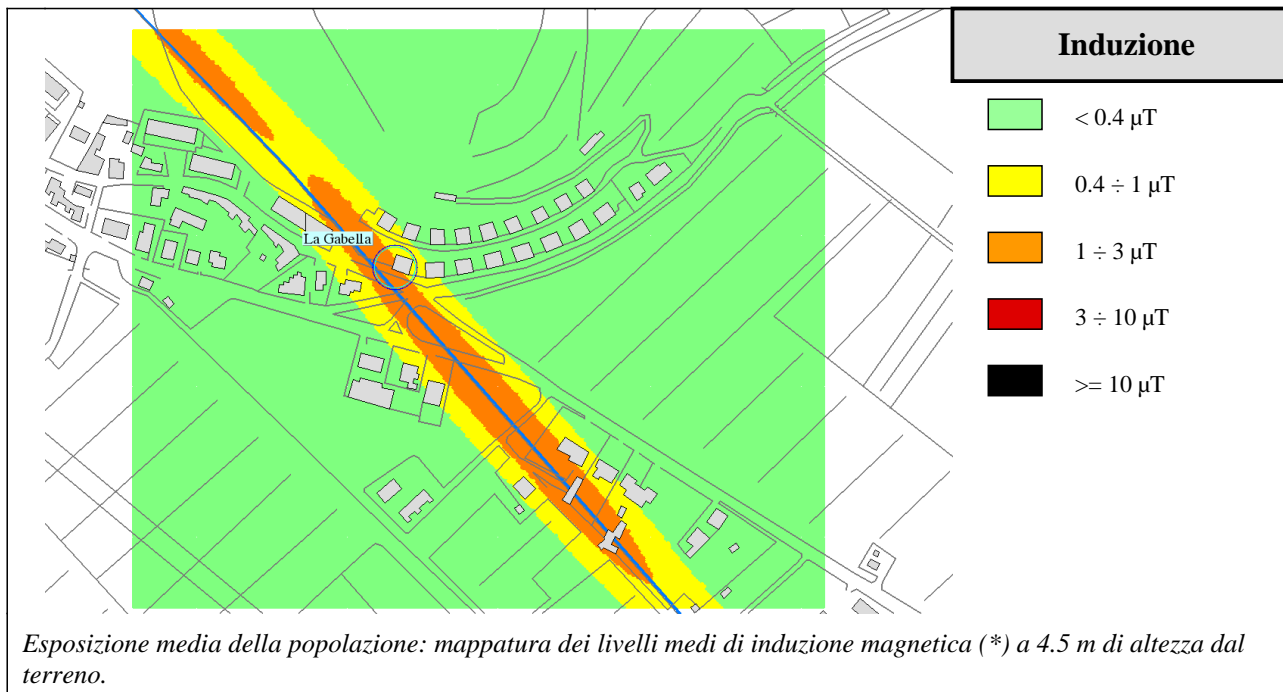 Induzione
< 0.4 µT
0.4 ÷ 1 µT
1 ÷ 3 µT
3 ÷ 10 µT
>= 10 µT
La Gabella
Esposizione media della popolazione: mappatura dei livelli medi di induzione magnetica (*) a 4.5 m di altezza dal
terreno.